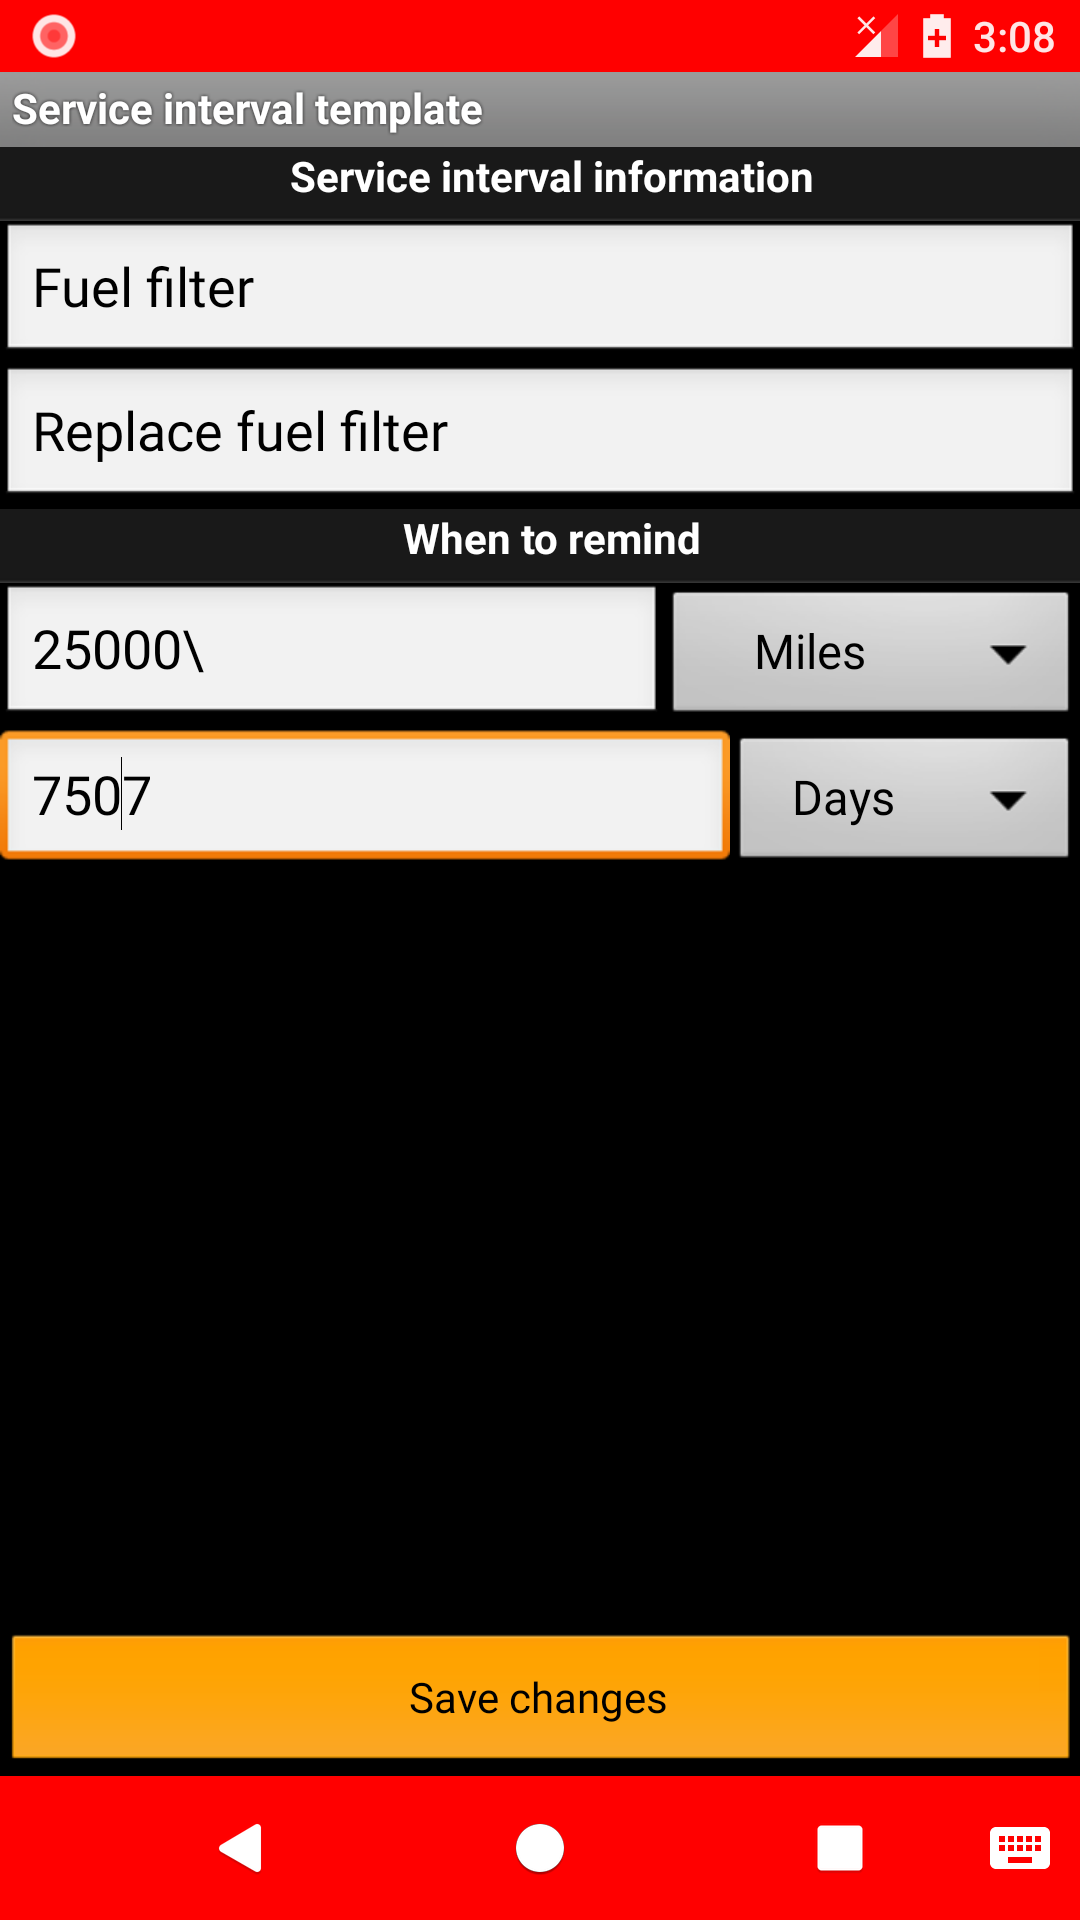 3:08
Service interval template
Service interval information
Fuel filter
Replace fuel filter
When to remind
25000\
Miles
7507
Days
Save changes